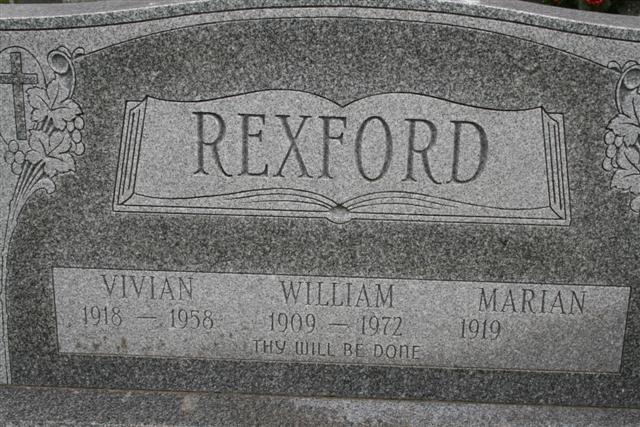 REXFORD
VIVIAN WILLIAM MARIAN
1918 — 1958 1909 — 1972 1919
THY WILL BE DONE